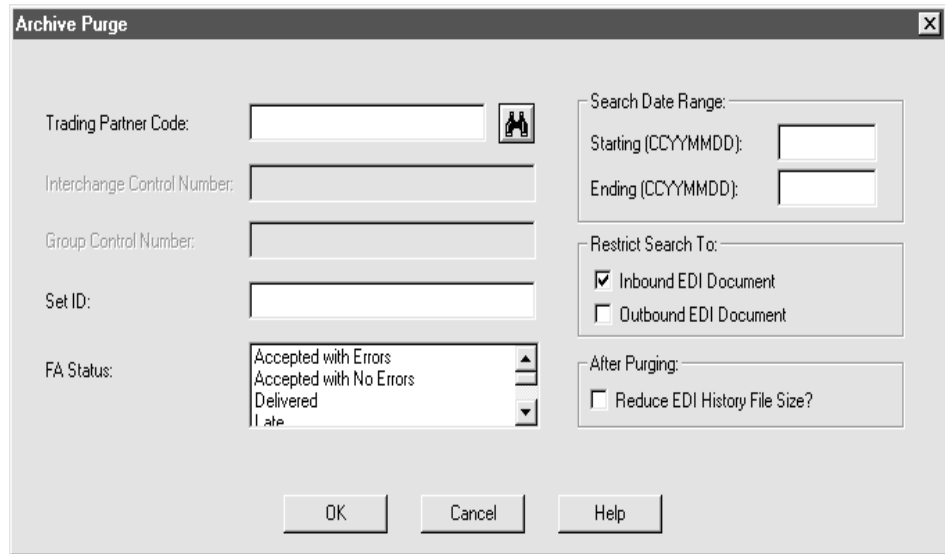 Archive Purge
Trading Partner Code:
Interchange Control Number:
Group Control Number:
Set ID:
FA Status:
Accepted with Errors
Accepted with No Errors
Delivered
Late
Search Date Range:
Starting (CCYYMMDD):
Ending (CCYYMMDD):
Restrict Search To:
Inbound EDI Document
Outbound EDI Document
After Purging:
Reduce EDI History File Size?
OK
Cancel
Help